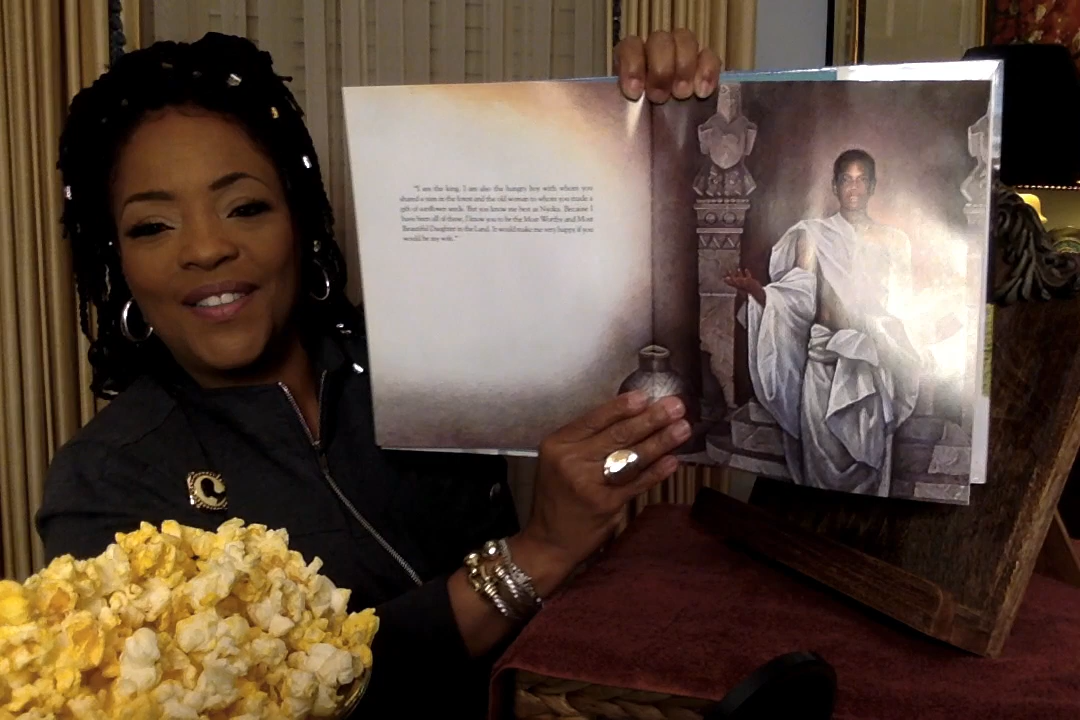 "I am the king. I am also the hungry boy with whom you
shared a yam in the forest and the old woman to whom you made a
gift of sunflower seeds. But you know me best as Nyoka. Because I
have been all of these, I know you to be the Most Worthy and Most
Beautiful Daughter in the Land. It would make me very happy if you
would be my wife."